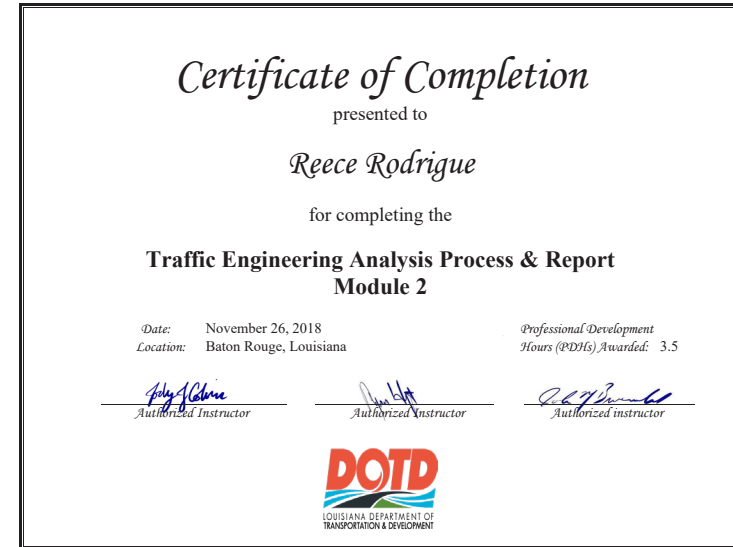 Certificate of Completion
presented to
Reece Rodrigue
for completing the
Traffic Engineering Analysis Process & Report
Module 2
Date: November 26, 2018
Location: Baton Rouge, Louisiana
Professional Development
Hours (PDHs) Awarded: 3.5
Authorized Instructor
Authorized Instructor
Authorized instructor
DOTD
LOUISIANA DEPARTMENT OF
TRANSPORTATION & DEVELOPMENT